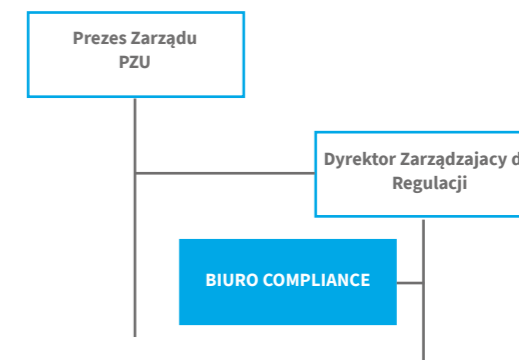 Prezes Zarządu
PZU
Dyrektor Zarządzajacy d
Regulacji
BIURO COMPLIANCE